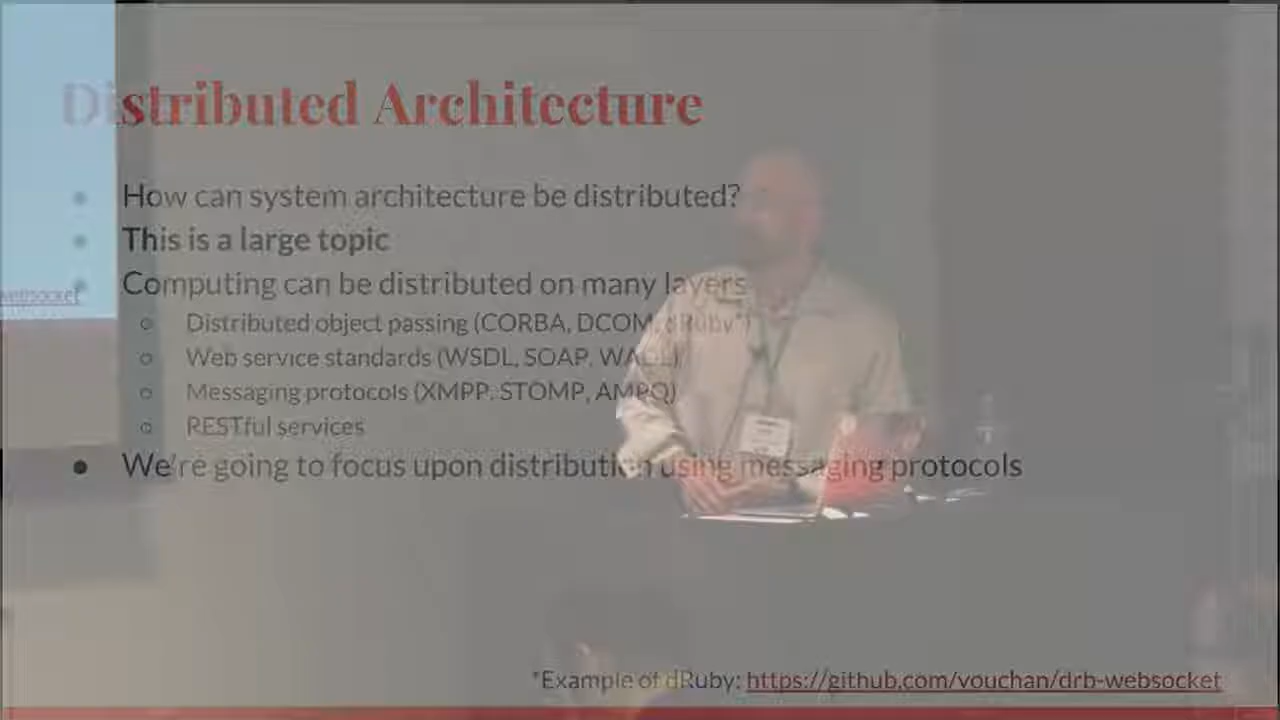 Distributed Architecture
How can system architecture be distributed?
This is a large topic
Computing can be distributed on many layers
Distributed object passing (CORBA, DCOM, dRuby*)
Web service standards (WSDL, SOAP, WADL)
Messaging protocols (XMPP, STOMP, AMPQ)
RESTful services
websocket
We're going to focus upon distribution using messaging protocols
*Example of dRuby: https://github.com/vouchan/drb-websocket